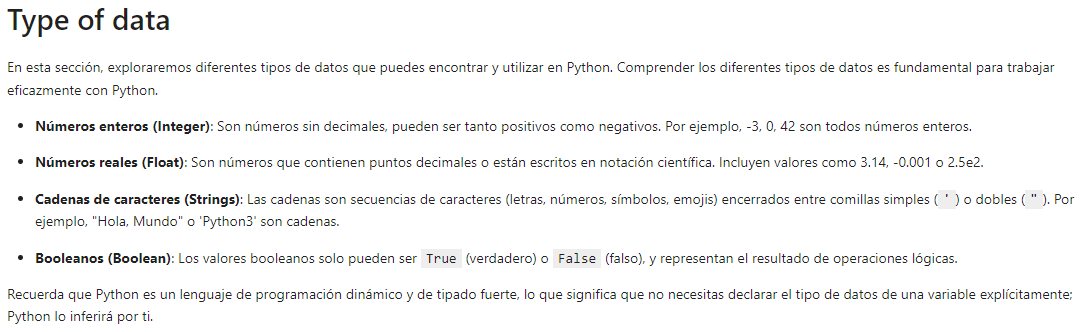 Type of data
En esta sección, exploraremos diferentes tipos de datos que puedes encontrar y utilizar en Python. Comprender los diferentes tipos de datos es fundamental para trabajar
eficazmente con Python.
• Números enteros (Integer): Son números sin decimales, pueden ser tanto positivos como negativos. Por ejemplo, -3, 0, 42 son todos números enteros.
• Números reales (Float): Son números que contienen puntos decimales o están escritos en notación científica. Incluyen valores como 3.14, -0.001 o 2.5e2.
• Cadenas de caracteres (Strings): Las cadenas son secuencias de caracteres (letras, números, símbolos, emojis) encerrados entre comillas simples ( ' ) o dobles ( " ). Por
ejemplo, "Hola, Mundo" o 'Python3' son cadenas.
• Booleanos (Boolean): Los valores booleanos solo pueden ser True (verdadero) o False (falso), y representan el resultado de operaciones lógicas.
Recuerda que Python es un lenguaje de programación dinámico y de tipado fuerte, lo que significa que no necesitas declarar el tipo de datos de una variable explícitamente;
Python lo inferirá por ti.